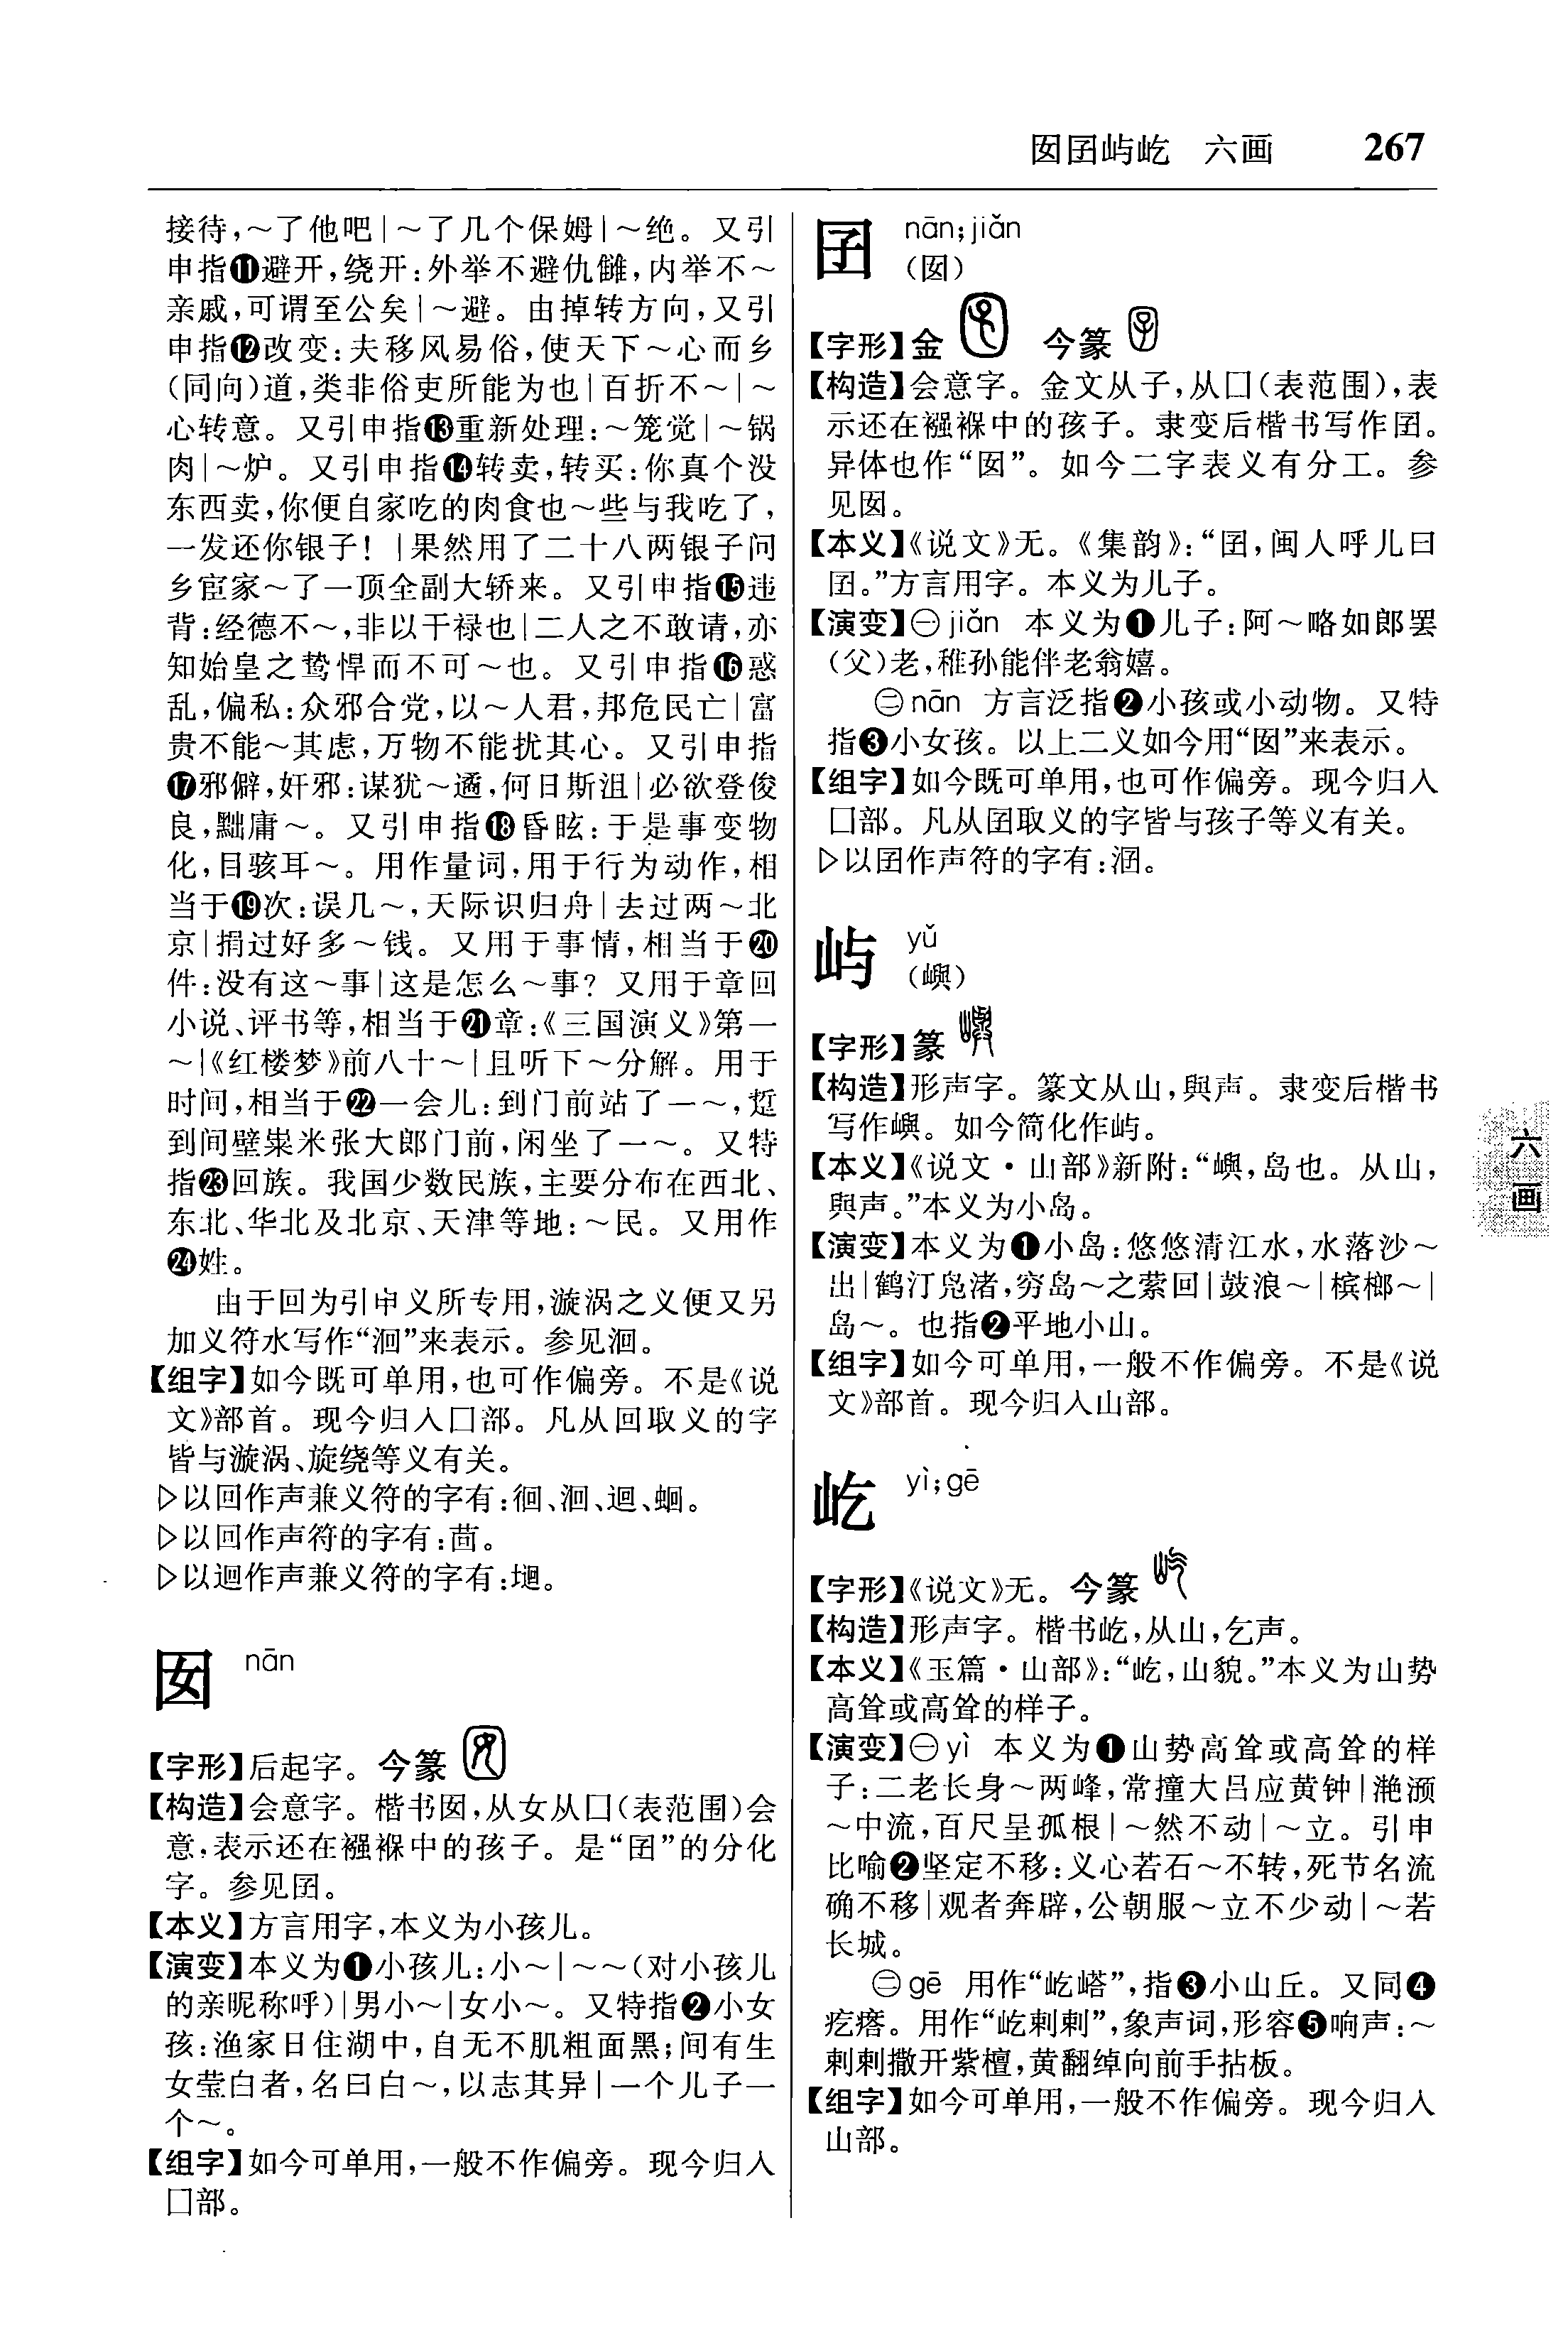 囡囝屿屹　六画　267
接待,～了他吧|～了几个保姆|～绝。又引
申指⓫避开,绕开:外举不避仇雠,内举不～
亲戚,可谓至公矣|～避。由掉转方向,又引
申指⓬改变:夫移风易俗,使天下～心而乡
(同向)道,类非俗吏所能为也|百折不～|～
心转意。又引申指⓭重新处理:～笼觉|～锅
肉|～炉。又引申指⓮转卖,转买:你真个没
东西卖,你便自家吃的肉食也～些与我吃了,
一发还你银子!|果然用了二十八两银子问
乡宦家～了一顶全副大轿来。又引申指⓯违
背:经德不～,非以干禄也|二人之不敢请,亦
知始皇之鸷悍而不可～也。又引申指⓰惑
乱,偏私:众邪合党,以～人君,邦危民亡|富
贵不能～其虑,万物不能扰其心。又引申指
⓱邪僻,奸邪:谋犹～遹,何日斯沮|必欲登俊
良,黜庸～。又引申指⓲昏眩:于是事变物
化,目骇耳～。用作量词,用于行为动作,相
当于⓳次:误几～,天际识归舟|去过两～北
京|捐过好多～钱。又用于事情,相当于⓴
件:没有这～事|这是怎么～事?又用于章回
小说、评书等,相当于㉑章:《三国演义》第一
～|《红楼梦》前八十～|且听下～分解。用于
时间,相当于㉒一会儿:到门前站了一～,踅
到间壁粜米张大郎门前,闲坐了一～。又特
指㉓回族。我国少数民族,主要分布在西北、
东北、华北及北京、天津等地:～民。又用作
㉔姓。
由于回为引申义所专用,漩涡之义便又另
加义符水写作“洄”来表示。参见洄。
【组字】如今既可单用,也可作偏旁。不是《说
文》部首。现今归入口部。凡从回取义的字
皆与漩涡、旋绕等义有关。
▷以回作声兼义符的字有:徊、洄、迴、蛔。
▷以回作声符的字有:茴。
▷以迴作声兼义符的字有:𡏖。
囡 nān
【字形】后起字。今篆
【构造】会意字。楷书囡,从女从囗(表范围)会
意,表示还在襁褓中的孩子。是“囝”的分化
字。参见囝。
【本义】方言用字,本义为小孩儿。
【演变】本义为❶小孩儿:小～|～～(对小孩儿
的亲昵称呼)|男小～|女小～。又特指❷小女
孩:渔家日住湖中,自无不肌粗面黑;间有生
女莹白者,名曰白～,以志其异|一个儿子一
个～。
【组字】如今可单用,一般不作偏旁。现今归入
口部。
囝 nān;jiǎn
(囡)
【字形】金 今篆
【构造】会意字。金文从子,从囗(表范围),表
示还在襁褓中的孩子。隶变后楷书写作囝。
异体也作“囡”。如今二字表义有分工。参
见囡。
【本义】《说文》无。《集韵》:“囝,闽人呼儿曰
囝。”方言用字。本义为儿子。
【演变】㊀jiǎn 本义为❶儿子:阿～略如郎罢
(父)老,稚孙能伴老翁嬉。
㊁nān 方言泛指❷小孩或小动物。又特
指❸小女孩。以上二义如今用“囡”来表示。
【组字】如今既可单用,也可作偏旁。现今归入
口部。凡从囝取义的字皆与孩子等义有关。
▷以囝作声符的字有:𣳫。
屿 yǔ
(嶼)
【字形】篆
【构造】形声字。篆文从山,與声。隶变后楷书
写作嶼。如今简化作屿。
【本义】《说文·山部》新附:“嶼,岛也。从山,
與声。”本义为小岛。
【演变】本义为❶小岛:悠悠清江水,水落沙～
出|鹤汀凫渚,穷岛～之萦回|鼓浪～|槟榔～|
岛～。也指❷平地小山。
【组字】如今可单用,一般不作偏旁。不是《说
文》部首。现今归入山部。
屹 yì;gē
【字形】《说文》无。今篆
【构造】形声字。楷书屹,从山,乞声。
【本义】《玉篇·山部》:“屹,山貌。”本义为山势
高耸或高耸的样子。
【演变】㊀yì 本义为❶山势高耸或高耸的样
子:二老长身～两峰,常撞大吕应黄钟|滟滪
～中流,百尺呈孤根|～然不动|～立。引申
比喻❷坚定不移:义心若石～不转,死节名流
确不移|观者奔辟,公朝服～立不少动|～若
长城。
㊁gē 用作“屹嵧”,指❸小山丘。又同❹
疙瘩。用作“屹剌剌”,象声词,形容❺响声:～
剌剌撒开紫檀,黄翻绰向前手拈板。
【组字】如今可单用,一般不作偏旁。现今归入
山部。
六
画